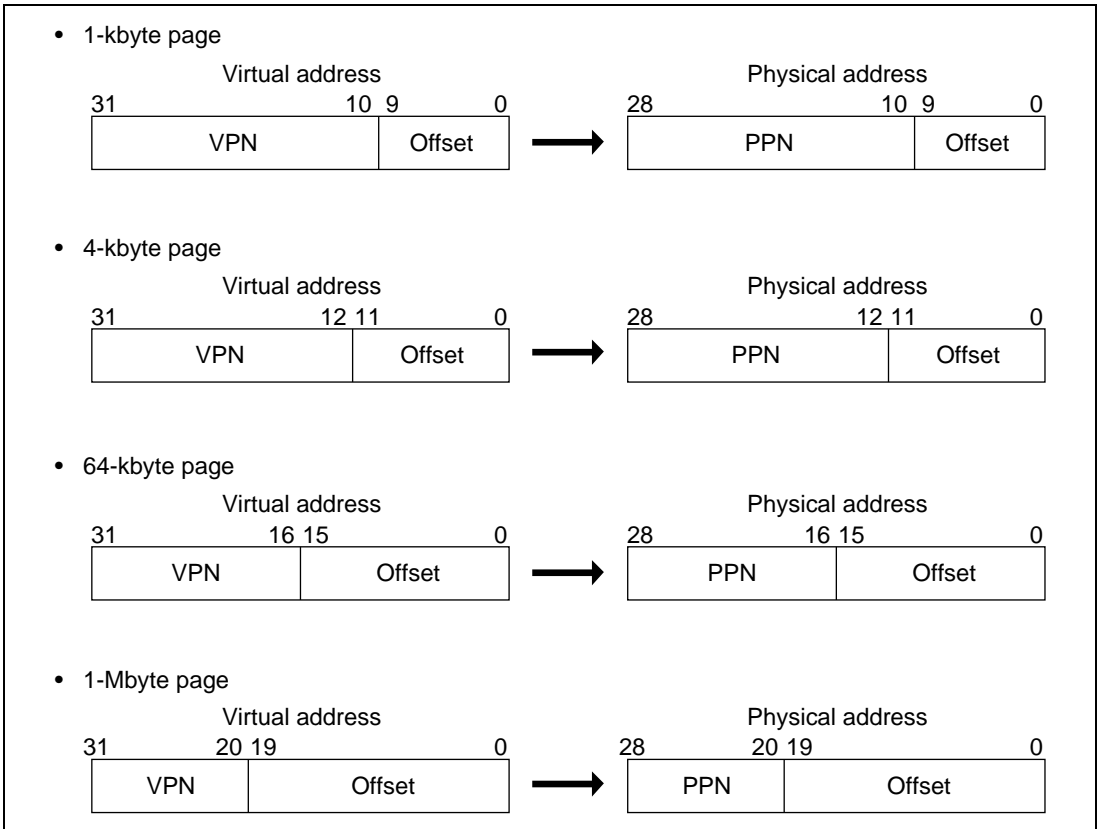 • 1-kbyte page
Virtual address Physical address
31 10 9 0 28 10 9 0
VPN Offset PPN Offset
• 4-kbyte page
Virtual address Physical address
31 12 11 0 28 12 11 0
VPN Offset PPN Offset
• 64-kbyte page
Virtual address Physical address
31 16 15 0 28 16 15 0
VPN Offset PPN Offset
• 1-Mbyte page
Virtual address Physical address
31 20 19 0 28 20 19 0
VPN Offset PPN Offset